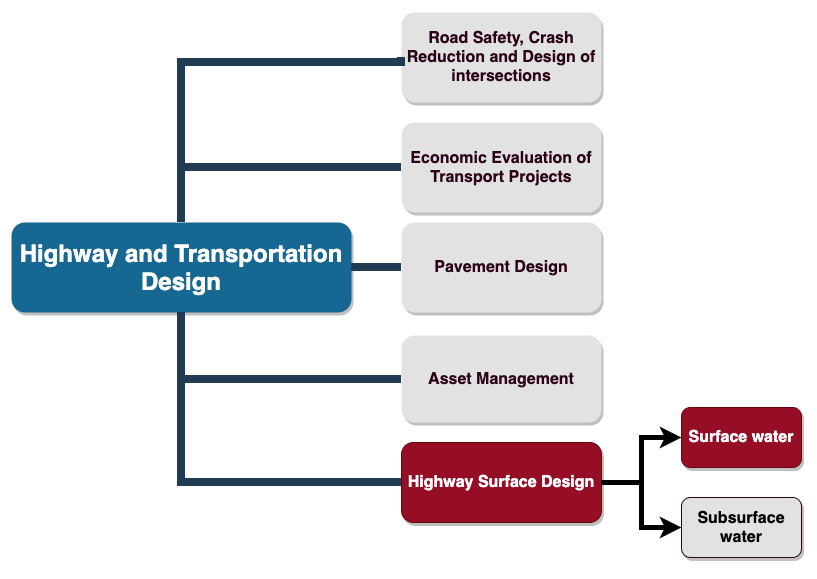 Road Safety, Crash
Reduction and Design of
intersections
Economic Evaluation of
Transport Projects
Highway and Transportation
Design
Pavement Design
Asset Management
Highway Surface Design
Surface water
Subsurface
water